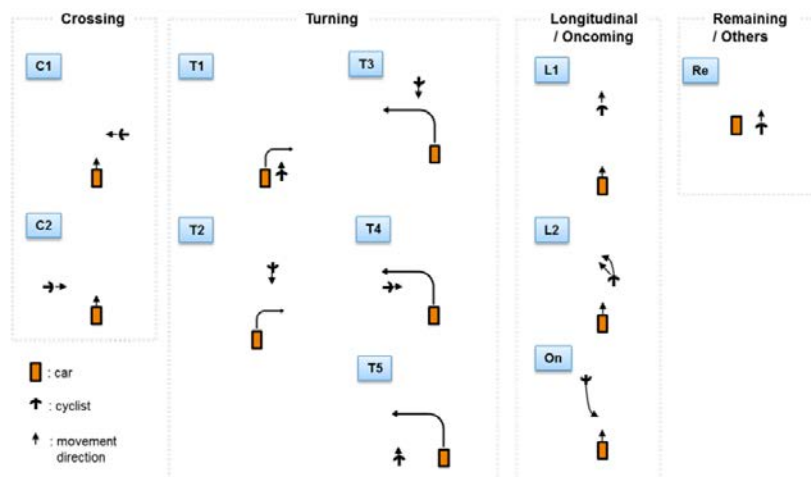 Crossing
Turning
Longitudinal
/ Oncoming
Remaining
/ Others
C1
T1
T3
L1
Re
C2
T2
T4
L2
T5
On
: car
: cyclist
: movement
direction